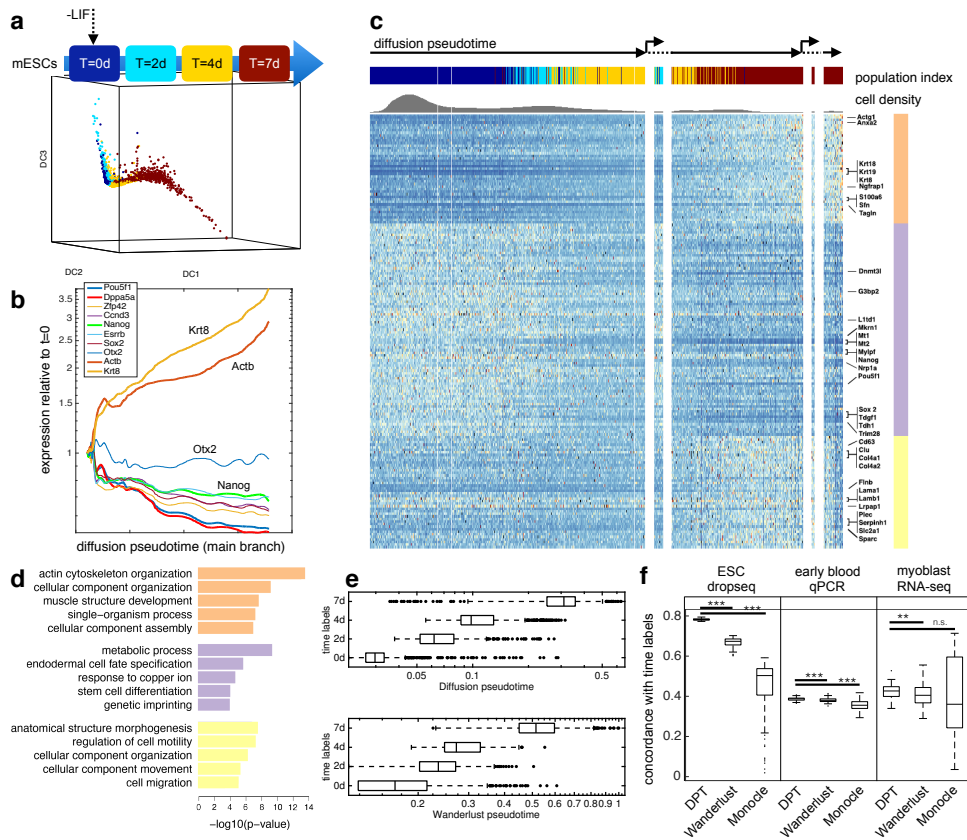 a
-LIF
mESCs
T=0d
T=2d
T=4d
T=7d
DC3
DC2
DC1
b
Pou5f1
Dppa5a
Zfp42
Ccnd3
Nanog
Esrrb
Sox2
Otx2
Actb
Krt8
3.5
3
2.5
2
1.5
1
expression relative to t=0
Krt8
Actb
Otx2
Nanog
diffusion pseudotime (main branch)
c
diffusion pseudotime
population index
cell density
Actg1
Anxa2
Krt18
Krt19
Krt8
Ngfrap1
S100a6
Sfn
Tagln
Dnmt3l
G3bp2
L1td1
Mkrn1
Mt1
Mt2
Mylpf
Nanog
Nrp1a
Pou5f1
Sox 2
Tdgf1
Tdh1
Trim28
Cd63
Clu
Col4a1
Col4a2
Flnb
Lama1
Lamb1
Lrpap1
Plec
Serpinh1
Slc2a1
Sparc
d
actin cytoskeleton organization
cellular component organization
muscle structure development
single-organism process
cellular component assembly
metabolic process
endodermal cell fate specification
response to copper ion
stem cell differentiation
genetic imprinting
anatomical structure morphogenesis
regulation of cell motility
cellular component organization
cellular component movement
cell migration
0 2 4 6 8 10 12 14
-log10(p-value)
e
time labels
7d
4d
2d
0d
0.05 0.1 0.5
Diffusion pseudotime
time labels
7d
4d
2d
0d
0.2 0.3 0.4 0.5 0.6 0.7 0.8 0.9 1
Wanderlust pseudotime
f
ESC dropseq
early blood qPCR
myoblast RNA-seq
concordance with time labels
0.8
0.6
0.4
0.2
0
***
***
***
***
**
n.s.
DPT
Wanderlust
Monocle
DPT
Wanderlust
Monocle
DPT
Wanderlust
Monocle